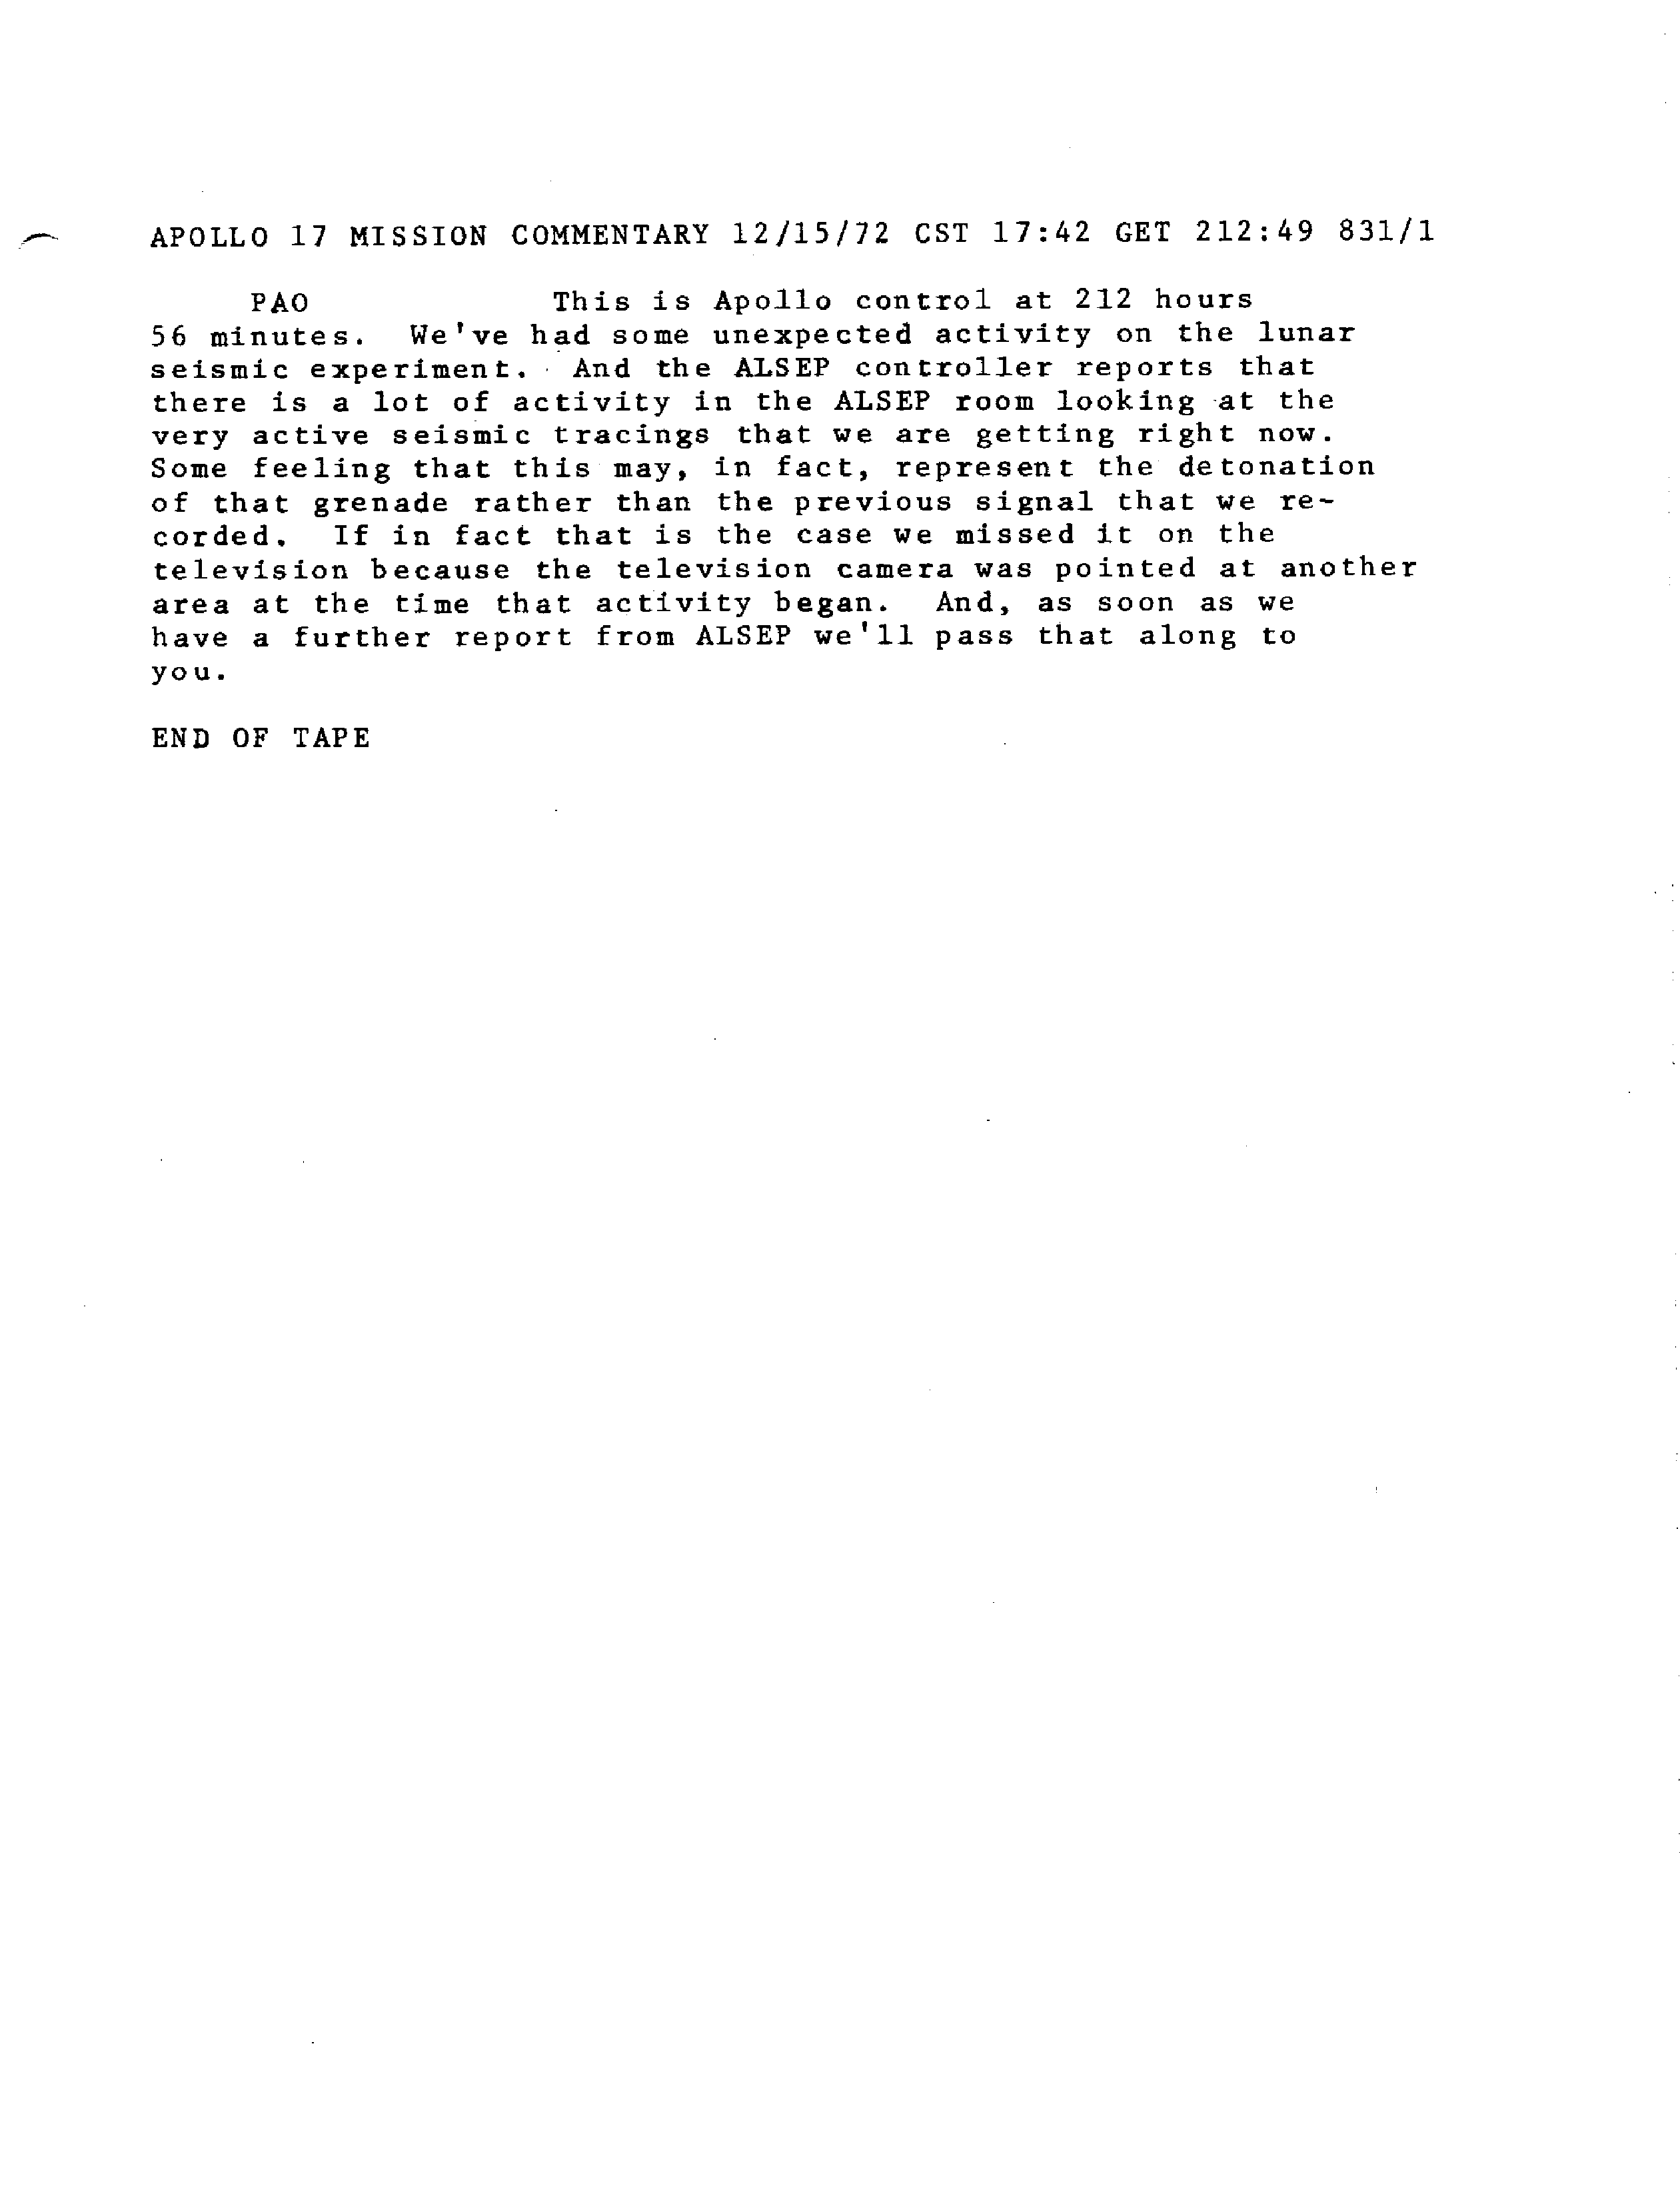 APOLLO 17 MISSION COMMENTARY 12/15/72 CST 17:42 GET 212:49 831/1
PAO This is Apollo control at 212 hours
56 minutes. We've had some unexpected activity on the lunar
seismic experiment. And the ALSEP controller reports that
there is a lot of activity in the ALSEP room looking at the
very active seismic tracings that we are getting right now.
Some feeling that this may, in fact, represent the detonation
of that grenade rather than the previous signal that we re-
corded. If in fact that is the case we missed it on the
television because the television camera was pointed at another
area at the time that activity began. And, as soon as we
have a further report from ALSEP we'll pass that along to
you.
END OF TAPE